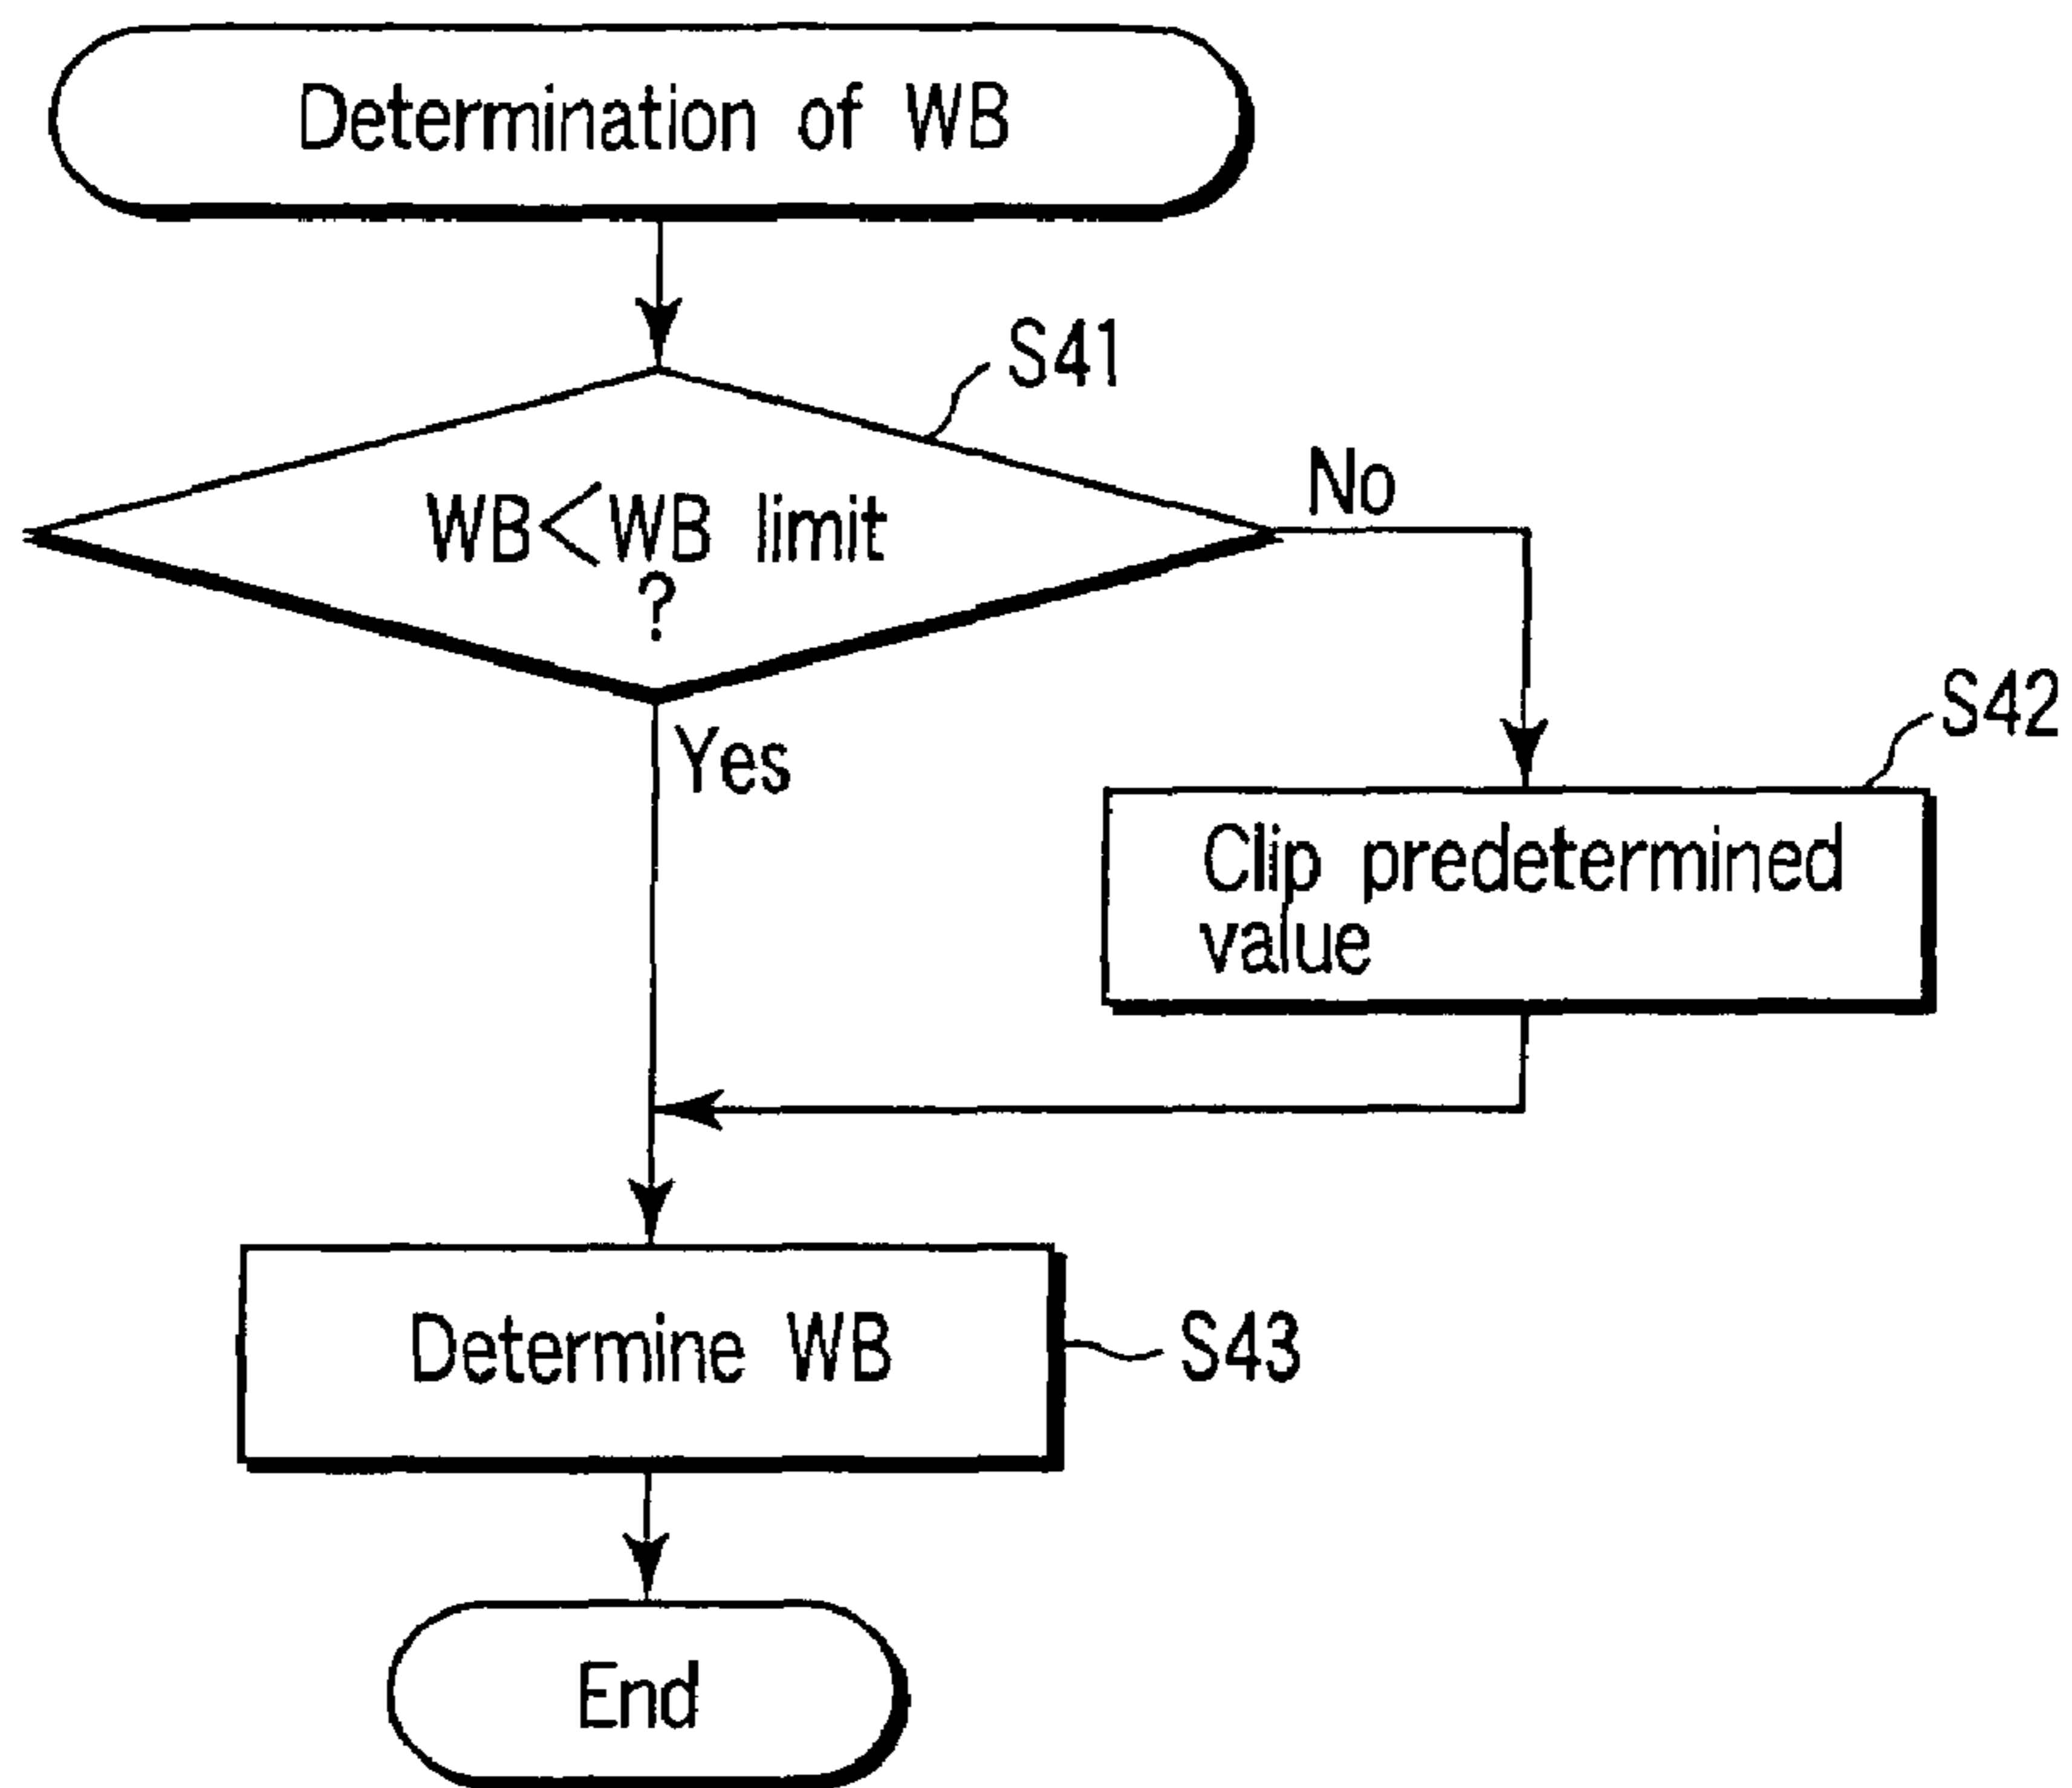 Determination of WB
S41
WB<WB limit
?
No
Yes
S42
Clip predetermined
value
Determine WB
S43
End